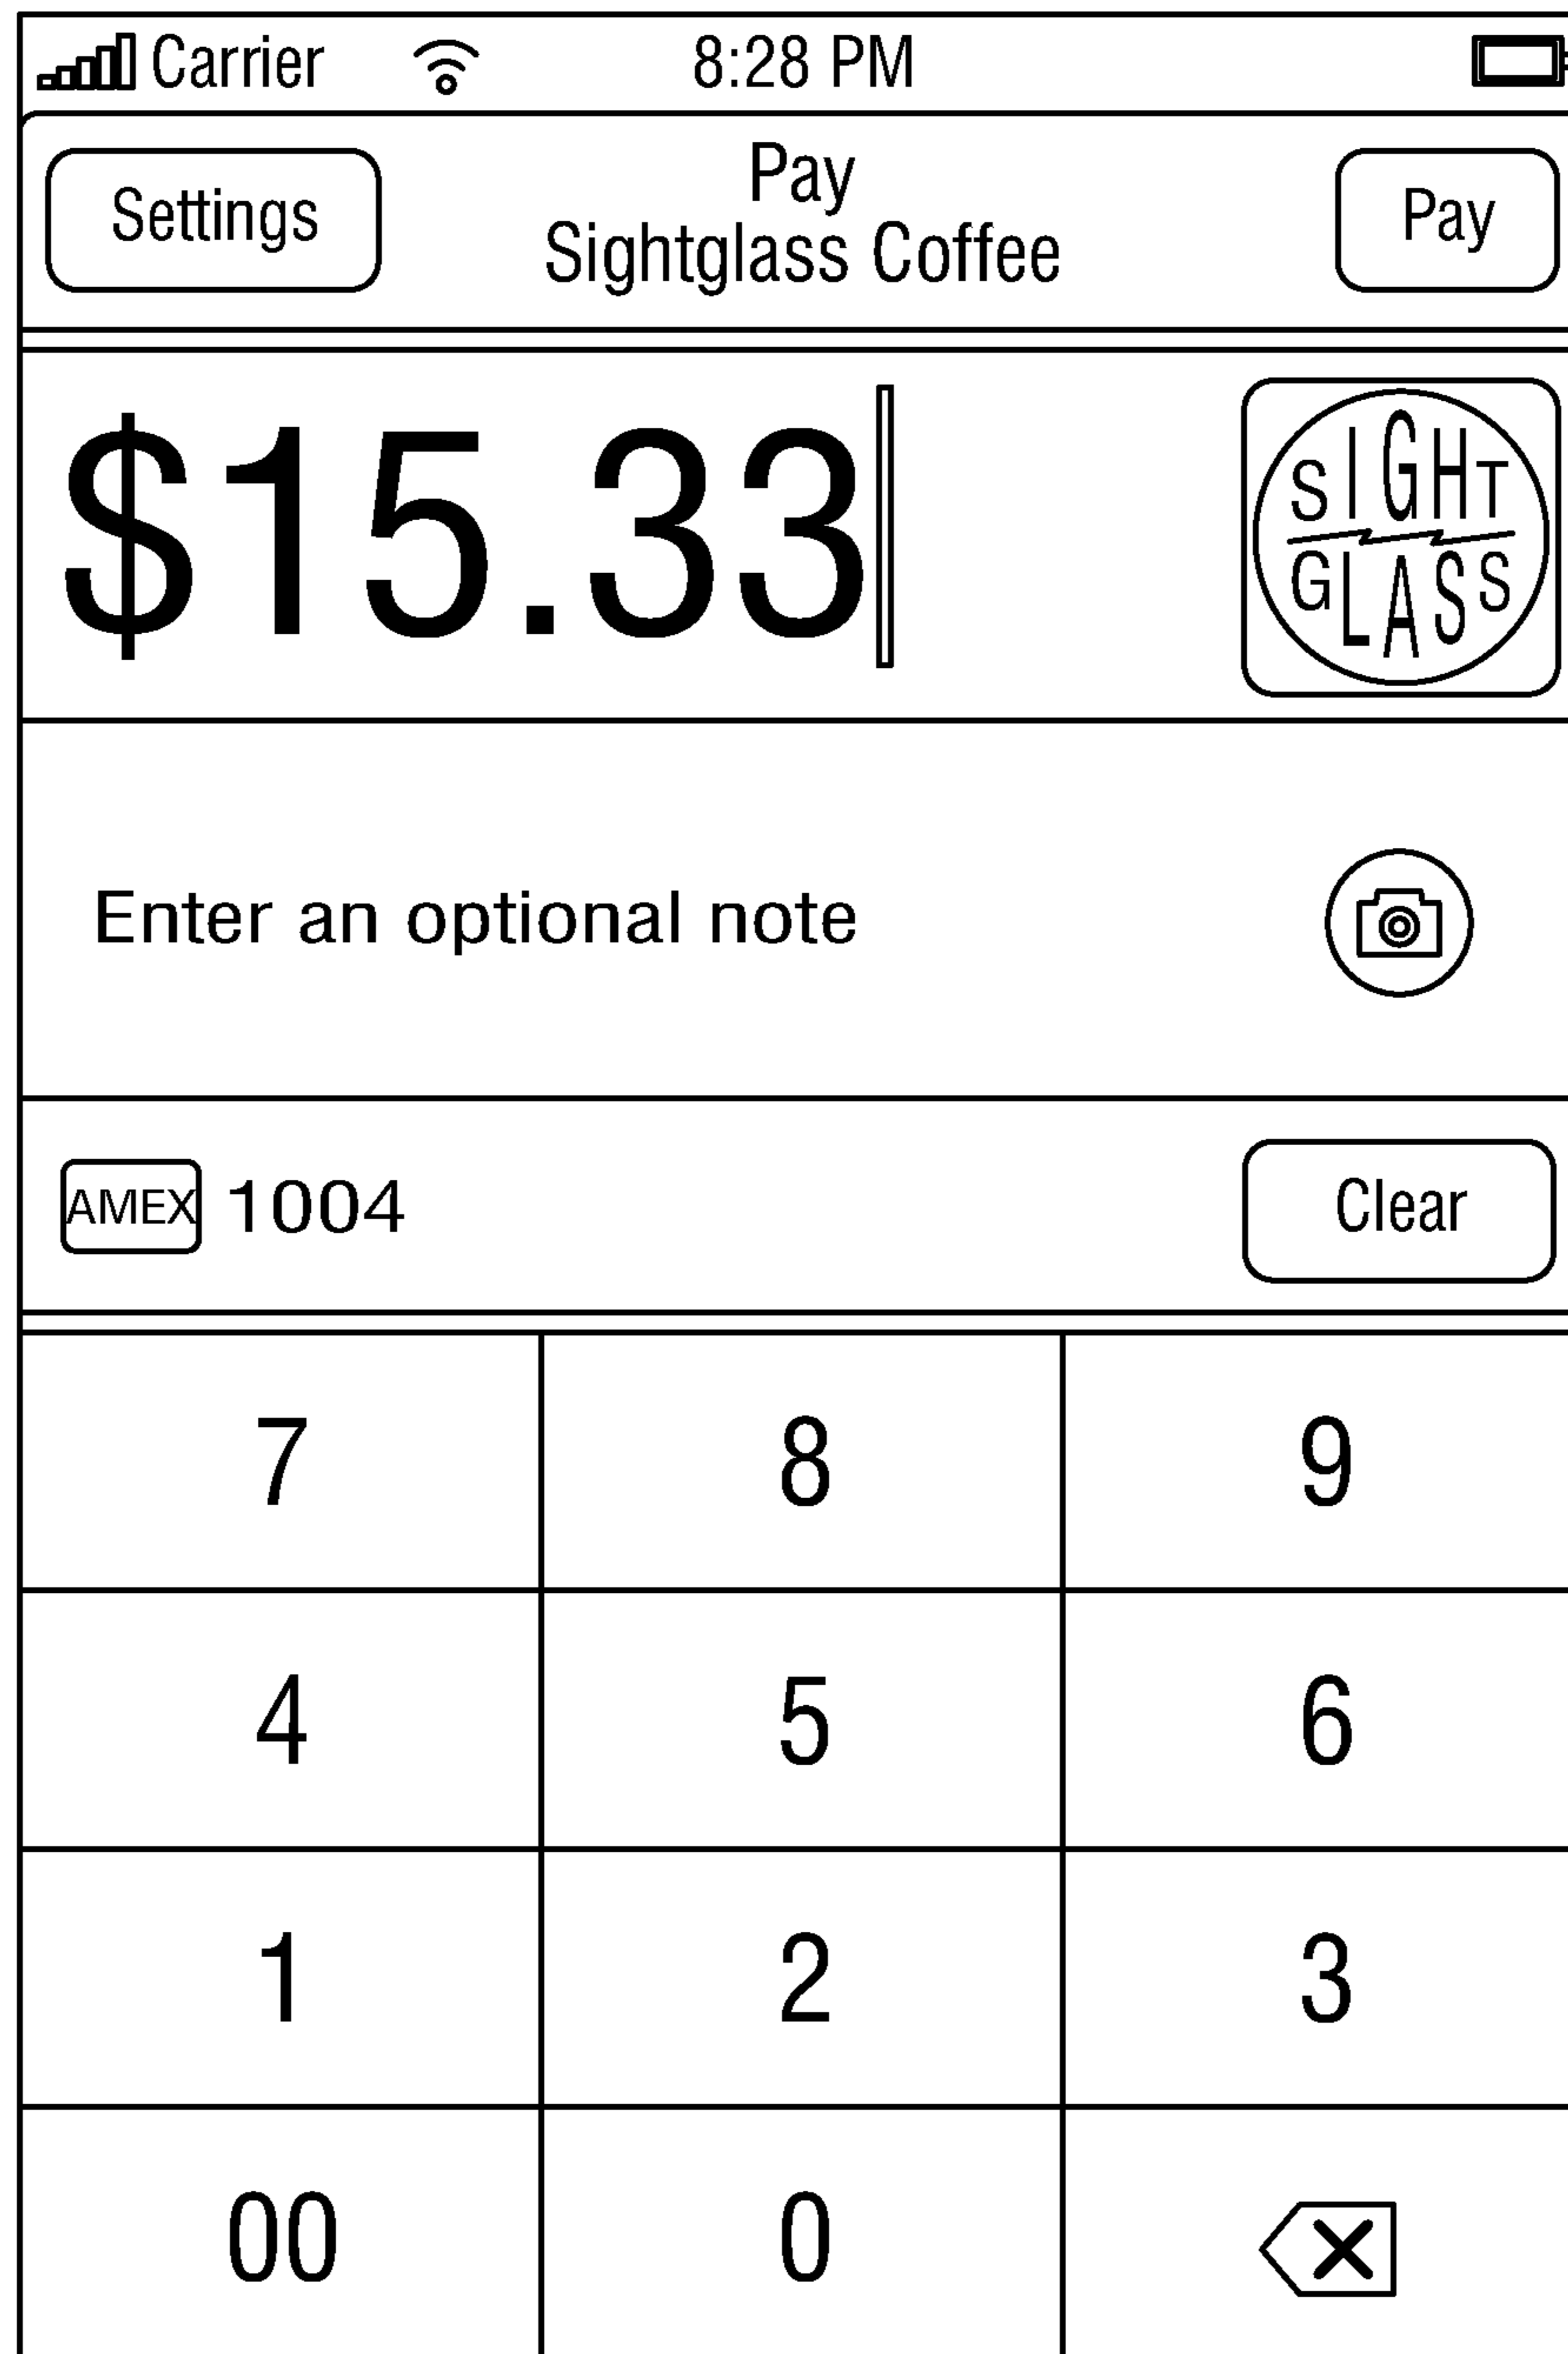 Carrier 8:28 PM
Settings Pay Pay
Sightglass Coffee
$15.33
SIGHT
GLASS
Enter an optional note
AMEX 1004 Clear
7 8 9
4 5 6
1 2 3
00 0